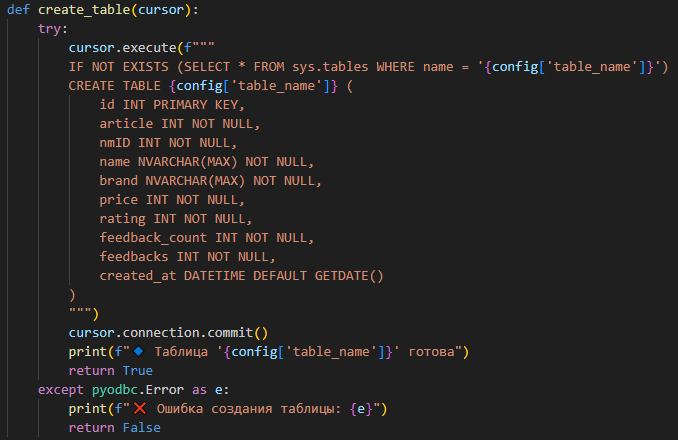 def create_table(cursor):
    try:
        cursor.execute(f"""
        IF NOT EXISTS (SELECT * FROM sys.tables WHERE name = '{config['table_name']}')
        CREATE TABLE {config['table_name']} (
            id INT PRIMARY KEY,
            article INT NOT NULL,
            nmID INT NOT NULL,
            name NVARCHAR(MAX) NOT NULL,
            brand NVARCHAR(MAX) NOT NULL,
            price INT NOT NULL,
            rating INT NOT NULL,
            feedback_count INT NOT NULL,
            feedbacks INT NOT NULL,
            created_at DATETIME DEFAULT GETDATE()
        )
        """)
        cursor.connection.commit()
        print(f"🔹 Таблица '{config['table_name']}' готова")
        return True
    except pyodbc.Error as e:
        print(f"❌ Ошибка создания таблицы: {e}")
        return False